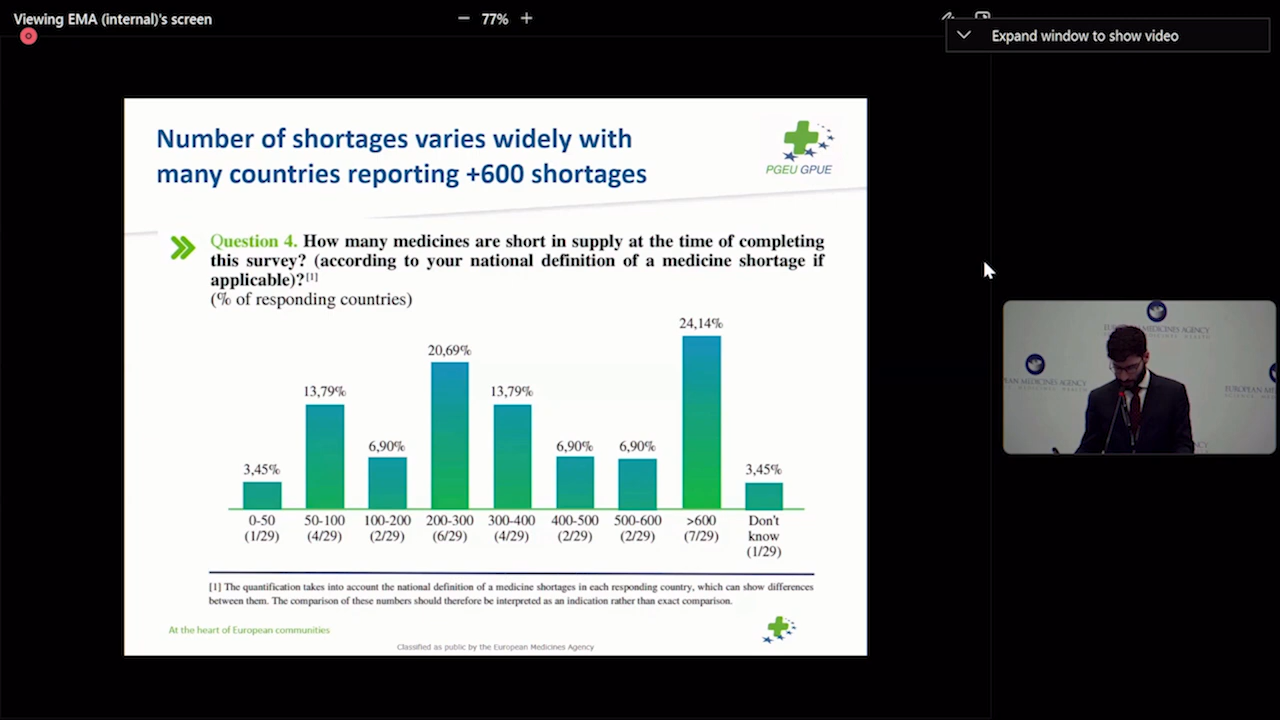 Viewing EMA (internal)'s screen
77%
Expand window to show video
Number of shortages varies widely with
many countries reporting +600 shortages
PGEU GPUE
Question 4. How many medicines are short in supply at the time of completing
this survey? (according to your national definition of a medicine shortage if
applicable)?[1]
(% of responding countries)
3,45%
13,79%
6,90%
20,69%
13,79%
6,90%
6,90%
24,14%
3,45%
0-50
(1/29)
50-100
(4/29)
100-200
(2/29)
200-300
(6/29)
300-400
(4/29)
400-500
(2/29)
500-600
(2/29)
>600
(7/29)
Don't
know
(1/29)
[1] The quantification takes into account the national definition of a medicine shortages in each responding country, which can show differences
between them. The comparison of these numbers should therefore be interpreted as an indication rather than exact comparison.
At the heart of European communities
Classified as public by the European Medicines Agency
MEDICINES AGENCY
AN MEDICINES AGENCY
EUROPEAN ME